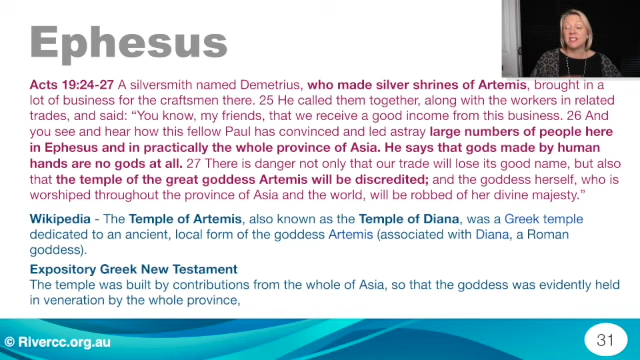 Ephesus
Acts 19:24-27 A silversmith named Demetrius, who made silver shrines of Artemis, brought in a
lot of business for the craftsmen there. 25 He called them together, along with the workers in related
trades, and said: “You know, my friends, that we receive a good income from this business. 26 And
you see and hear how this fellow Paul has convinced and led astray large numbers of people here
in Ephesus and in practically the whole province of Asia. He says that gods made by human
hands are no gods at all. 27 There is danger not only that our trade will lose its good name, but also
that the temple of the great goddess Artemis will be discredited; and the goddess herself, who is
worshiped throughout the province of Asia and the world, will be robbed of her divine majesty.”
Wikipedia - The Temple of Artemis, also known as the Temple of Diana, was a Greek temple
dedicated to an ancient, local form of the goddess Artemis (associated with Diana, a Roman
goddess).
Expository Greek New Testament
The temple was built by contributions from the whole of Asia, so that the goddess was evidently held
in veneration by the whole province,
© Rivercc.org.au
31